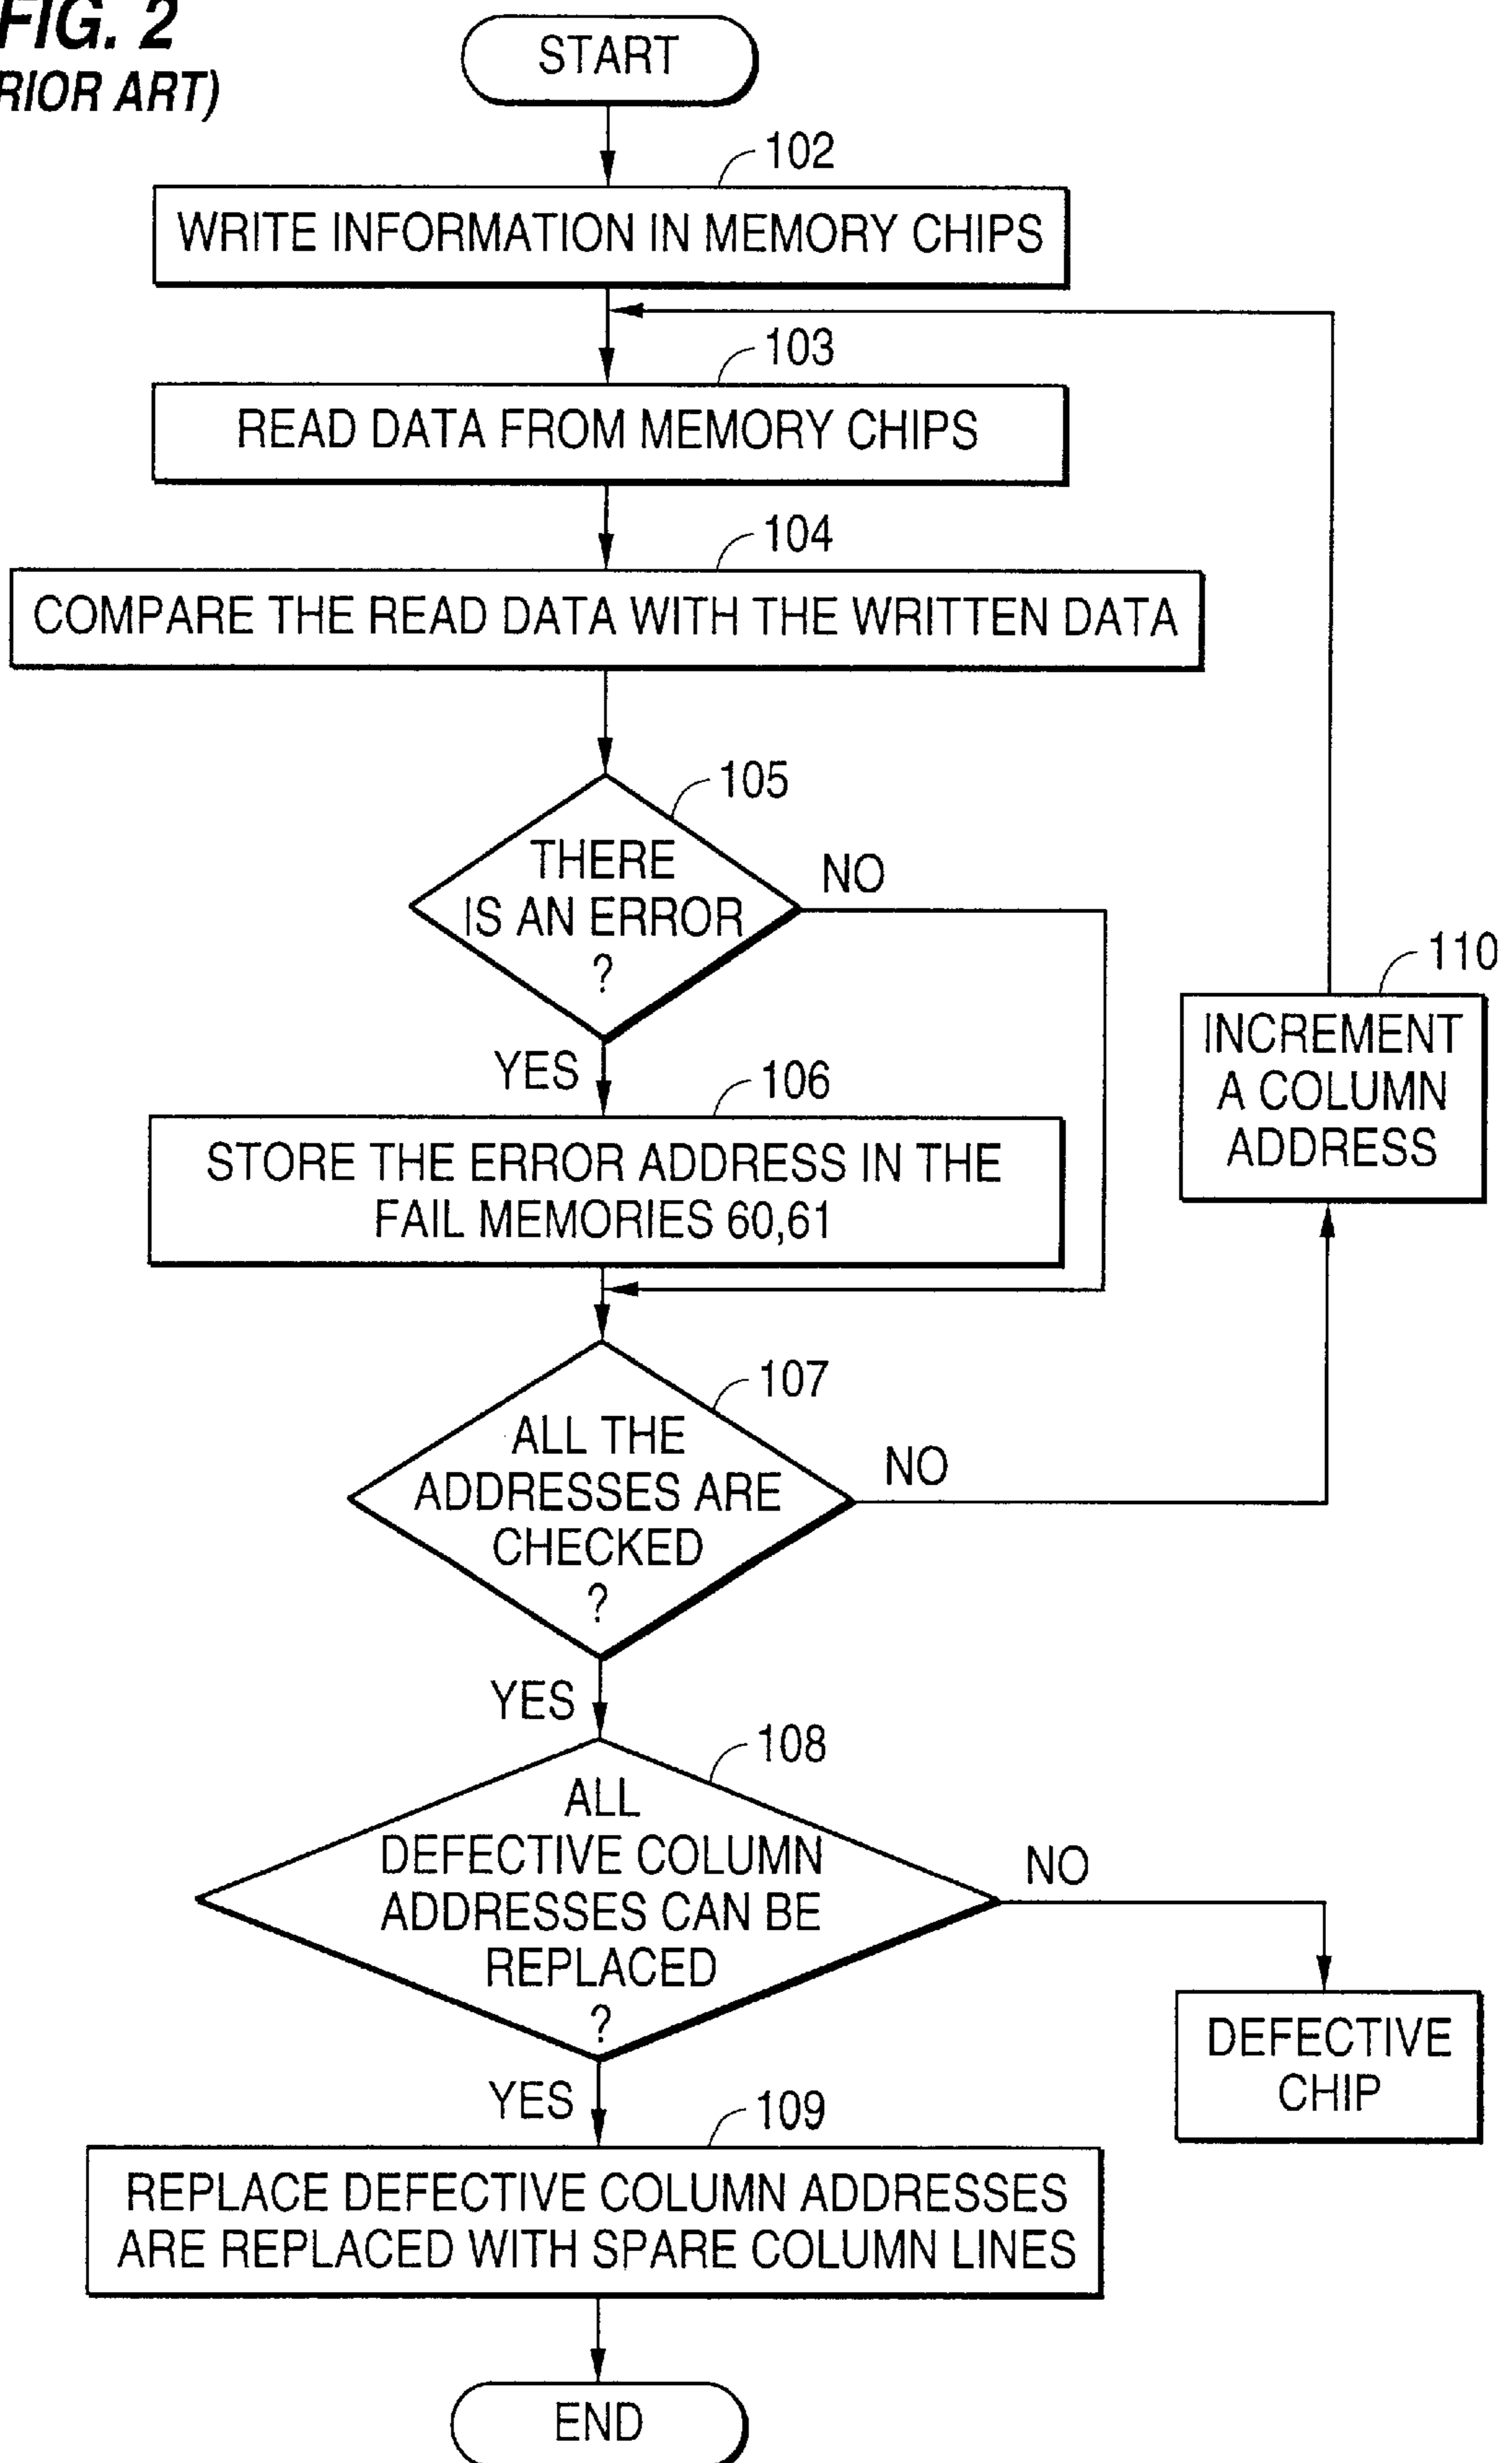 FIG. 2
RIOR ART)
START
102
WRITE INFORMATION IN MEMORY CHIPS
103
READ DATA FROM MEMORY CHIPS
104
COMPARE THE READ DATA WITH THE WRITTEN DATA
105
THERE
IS AN ERROR
?
NO
YES
106
STORE THE ERROR ADDRESS IN THE
FAIL MEMORIES 60,61
110
INCREMENT
A COLUMN
ADDRESS
107
ALL THE
ADDRESSES ARE
CHECKED
?
NO
YES
108
ALL
DEFECTIVE COLUMN
ADDRESSES CAN BE
REPLACED
?
NO
DEFECTIVE
CHIP
YES
109
REPLACE DEFECTIVE COLUMN ADDRESSES
ARE REPLACED WITH SPARE COLUMN LINES
END